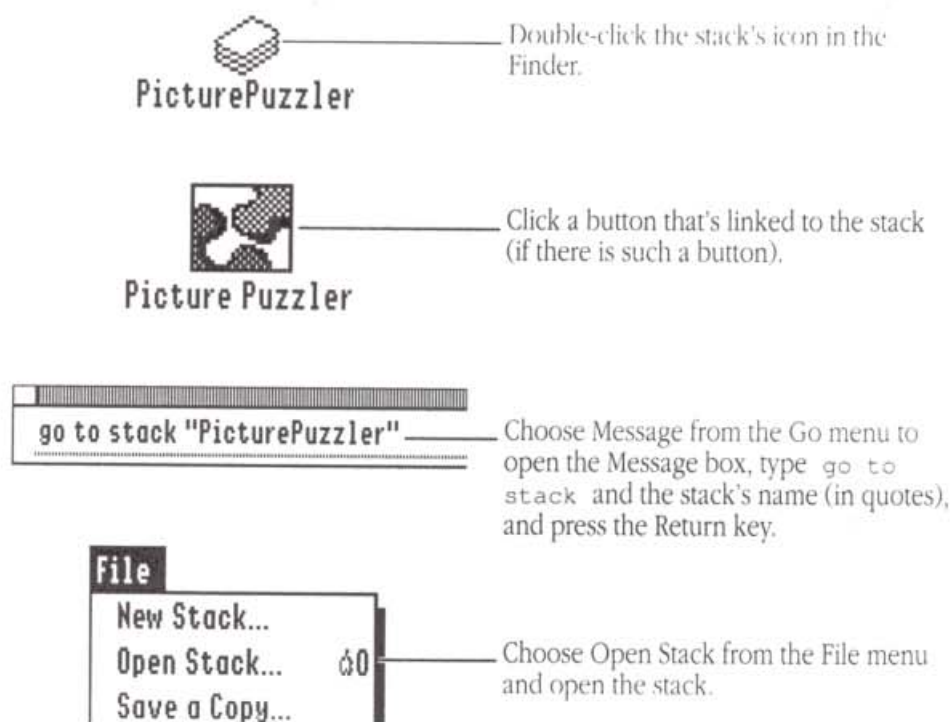 Double-click the stack's icon in the
Finder.
PicturePuzzler
Click a button that's linked to the stack
(if there is such a button).
Picture Puzzler
go to stack "PicturePuzzler"
Choose Message from the Go menu to
open the Message box, type go to
stack and the stack's name (in quotes),
and press the Return key.
File
New Stack...
Open Stack... O
Save a Copy...
Choose Open Stack from the File menu
and open the stack.